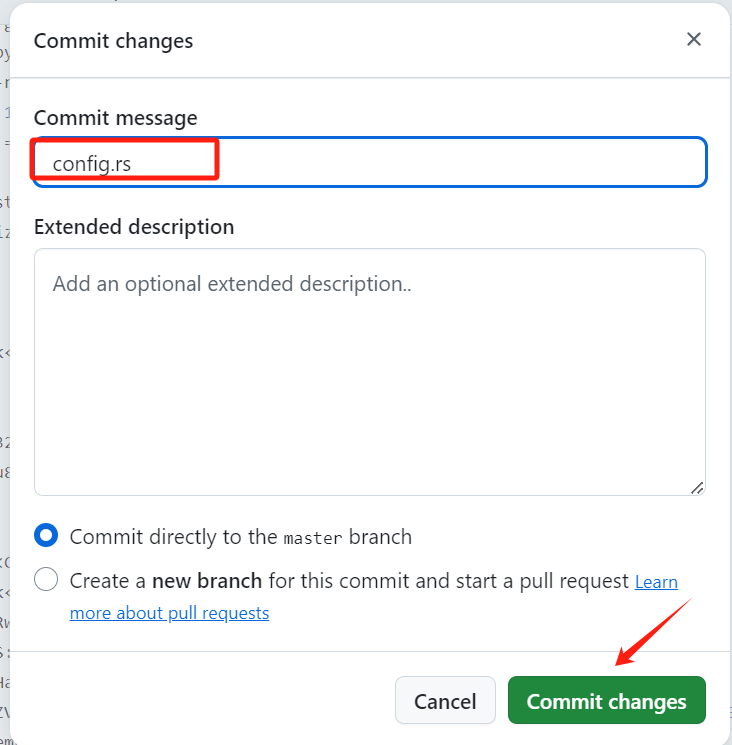 Commit changes
Commit message
config.rs
Extended description
Add an optional extended description..
Commit directly to the master branch
Create a new branch for this commit and start a pull request Learn
more about pull requests
Cancel
Commit changes